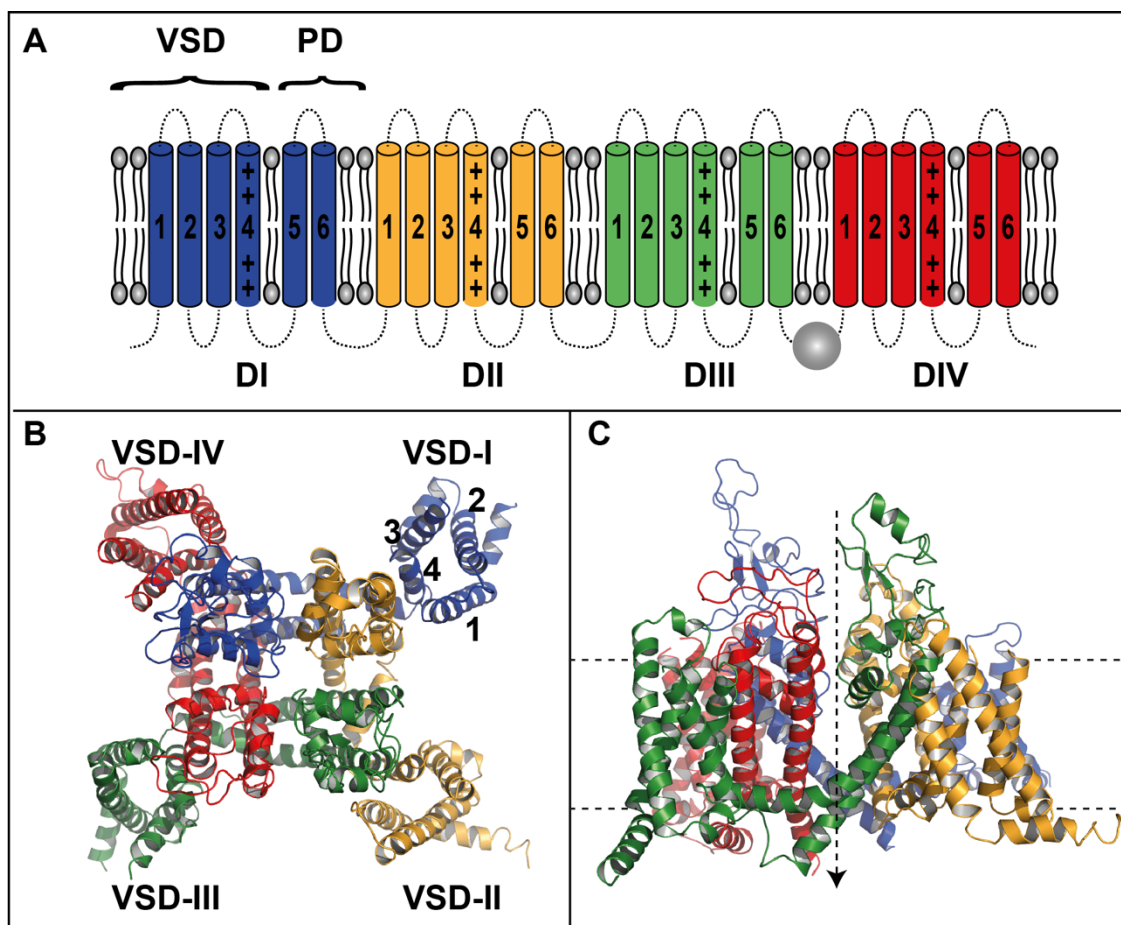 A
VSD PD
+ + + +
+ + + +
1 2 3 4 5 6 1 2 3 4 5 6 1 2 3 4 5 6 1 2 3 4 5 6
+ + + +
+ + + +
DI DII DIII DIV
B
VSD-IV VSD-I
2
3
4
1
VSD-III VSD-II
C